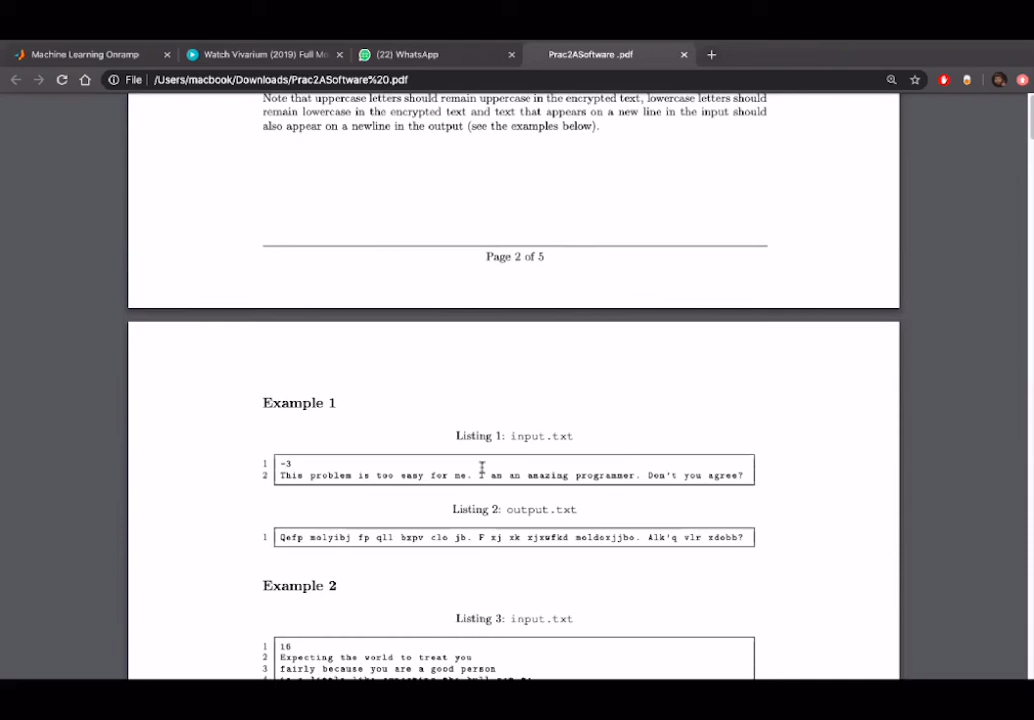 Machine Learning Onramp
Watch Vivarium (2019) Full Mo
(22) WhatsApp
Prac2ASoftware .pdf
File
/Users/macbook/Downloads/Prac2ASoftware%20.pdf
Note that uppercase letters should remain uppercase in the encrypted text, lowercase letters should
remain lowercase in the encrypted text and text that appears on a new line in the input should
also appear on a newline in the output (see the examples below).
Page 2 of 5
Example 1
Listing 1: input.txt
1 -3
2 This problem is too easy for me. I am an amazing programmer. Don't you agree?
Listing 2: output.txt
1 Qefp molyibj fp qll bxpv clo jb. F xj xk xjxwfkd moldoxjjbo. Alk'q vlr xdobb?
Example 2
Listing 3: input.txt
1 16
2 Expecting the world to treat you
3 fairly because you are a good person